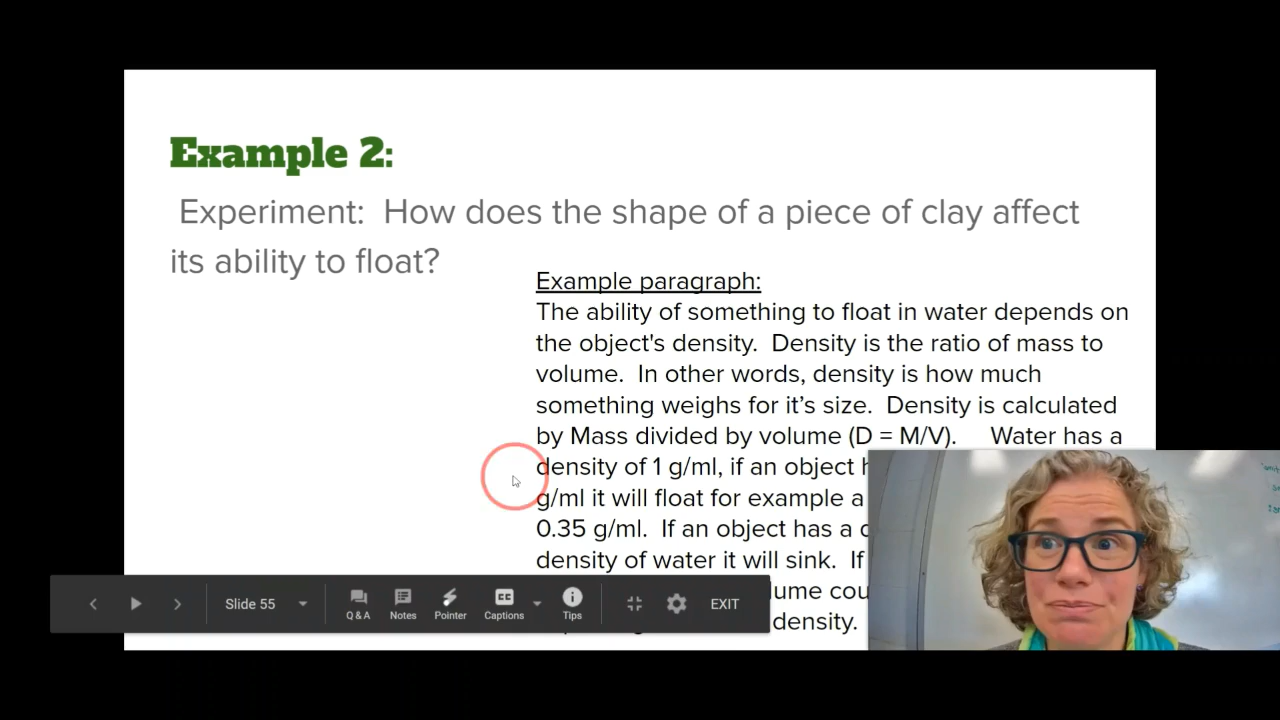 Example 2:
Experiment: How does the shape of a piece of clay affect
its ability to float?
Example paragraph:
The ability of something to float in water depends on
the object's density. Density is the ratio of mass to
volume. In other words, density is how much
something weighs for it’s size. Density is calculated
by Mass divided by volume (D = M/V). Water has a
density of 1 g/ml, if an object
g/ml it will float for example a
0.35 g/ml. If an object has a
density of water it will sink. If
density.
Slide 55
Q & A
Notes
Pointer
Captions
CC
Tips
EXIT